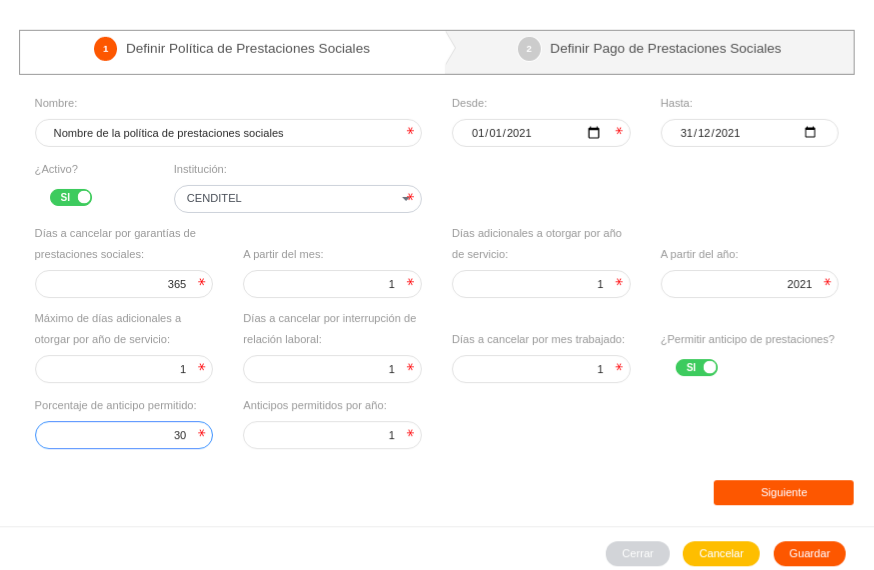 1 Definir Política de Prestaciones Sociales
2 Definir Pago de Prestaciones Sociales
Nombre:
Desde:
Hasta:
Nombre de la política de prestaciones sociales *
01/01/2021 *
31/12/2021
¿Activo?
Institución:
SI
CENDITEL *
Días a cancelar por garantías de
prestaciones sociales:
A partir del mes:
Días adicionales a otorgar por año
de servicio:
A partir del año:
365 *
1 *
1 *
2021 *
Máximo de días adicionales a
otorgar por año de servicio:
Días a cancelar por interrupción de
relación laboral:
Días a cancelar por mes trabajado:
¿Permitir anticipo de prestaciones?
1 *
1 *
1 *
SI
Porcentaje de anticipo permitido:
Anticipos permitidos por año:
30 *
1 *
Siguiente
Cerrar
Cancelar
Guardar